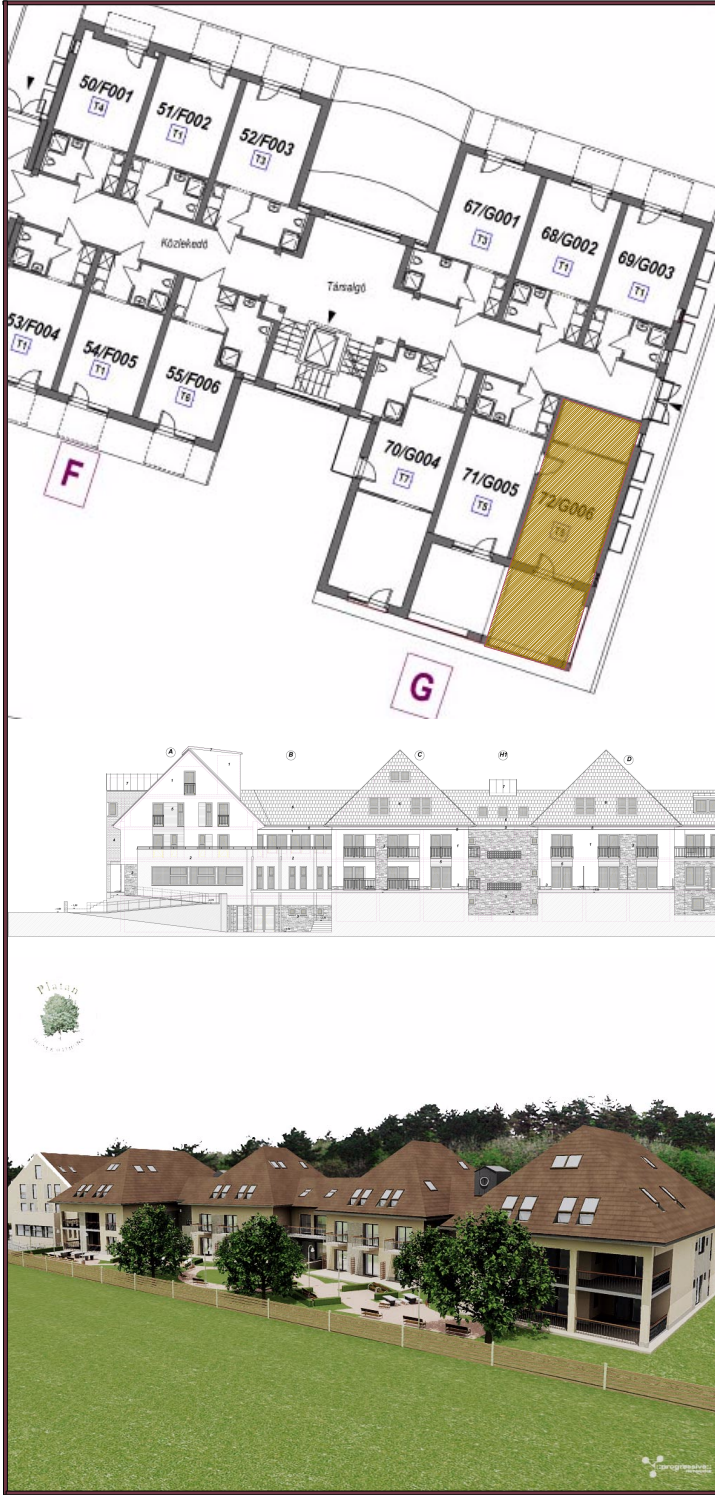 50/F001
T4
51/F002
T1
52/F003
T3
67/G001
T3
68/G002
T1
69/G003
T1
Közlekedő
Társalgó
53/F004
T1
54/F005
T1
55/F006
T6
70/G004
T7
71/G005
T5
72/G006
T8
F
G
A
B
C
H1
D
Platán